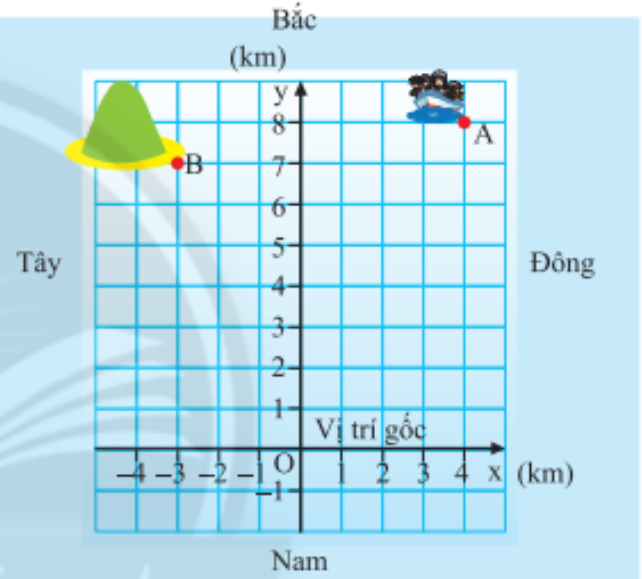 Bắc
(km)
y
8
A
B
7
6
5
Tây
Đông
4
3
2
1
Vị trí gốc
–4 –3 –2 –1 O 1 2 3 4 x (km)
–1
Nam